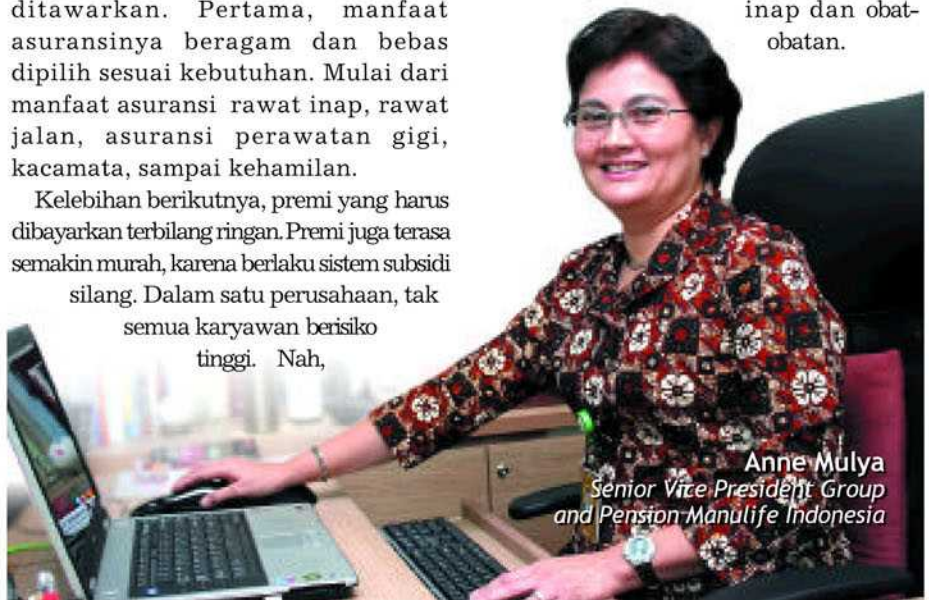 ditawarkan. Pertama, manfaat
asuransinya beragam dan bebas
dipilih sesuai kebutuhan. Mulai dari
manfaat asuransi rawat inap, rawat
jalan, asuransi perawatan gigi,
kacamata, sampai kehamilan.
Kelebihan berikutnya, premi yang harus
dibayarkan terbilang ringan. Premi juga terasa
semakin murah, karena berlaku sistem subsidi
silang. Dalam satu perusahaan, tak
semua karyawan berisiko
tinggi. Nah,
inap dan obat-
obatan.
Anne Mulya
Senior Vice President Group
and Pension Manulife Indonesia